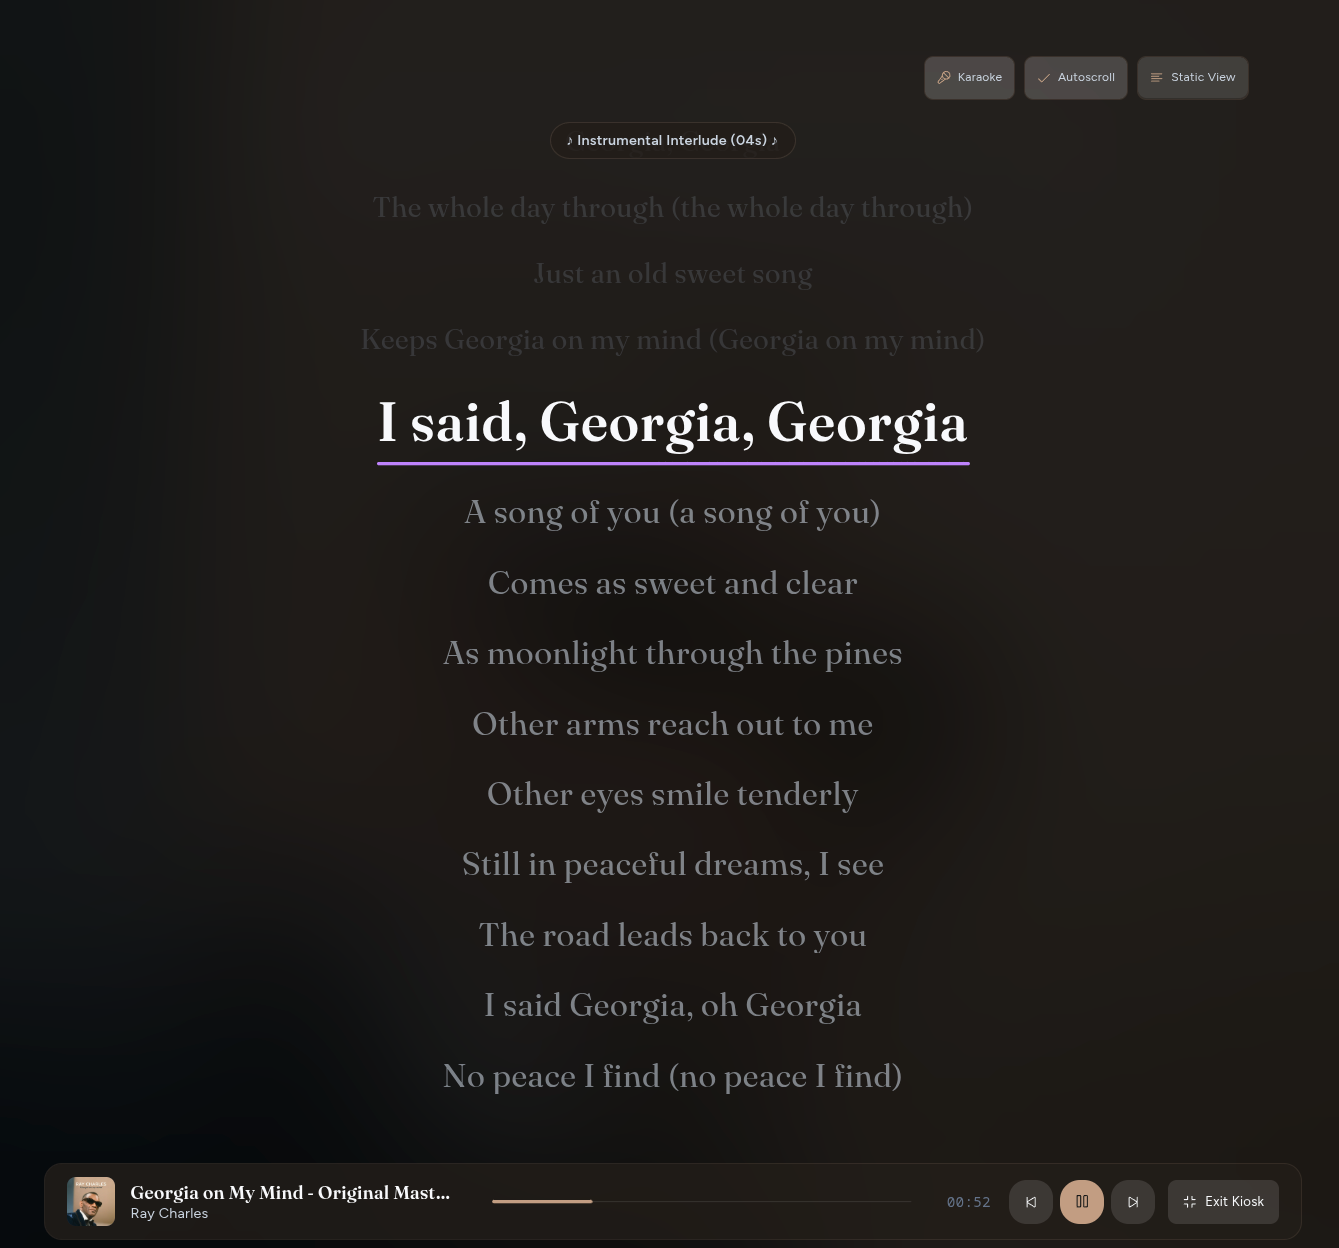 Karaoke
Autoscroll
Static View
♪ Instrumental Interlude (04s) ♪
The whole day through (the whole day through)
Just an old sweet song
Keeps Georgia on my mind (Georgia on my mind)
I said, Georgia, Georgia
A song of you (a song of you)
Comes as sweet and clear
As moonlight through the pines
Other arms reach out to me
Other eyes smile tenderly
Still in peaceful dreams, I see
The road leads back to you
I said Georgia, oh Georgia
No peace I find (no peace I find)
RAY CHARLES
Georgia on My Mind - Original Mast...
Ray Charles
00:52
Exit Kiosk